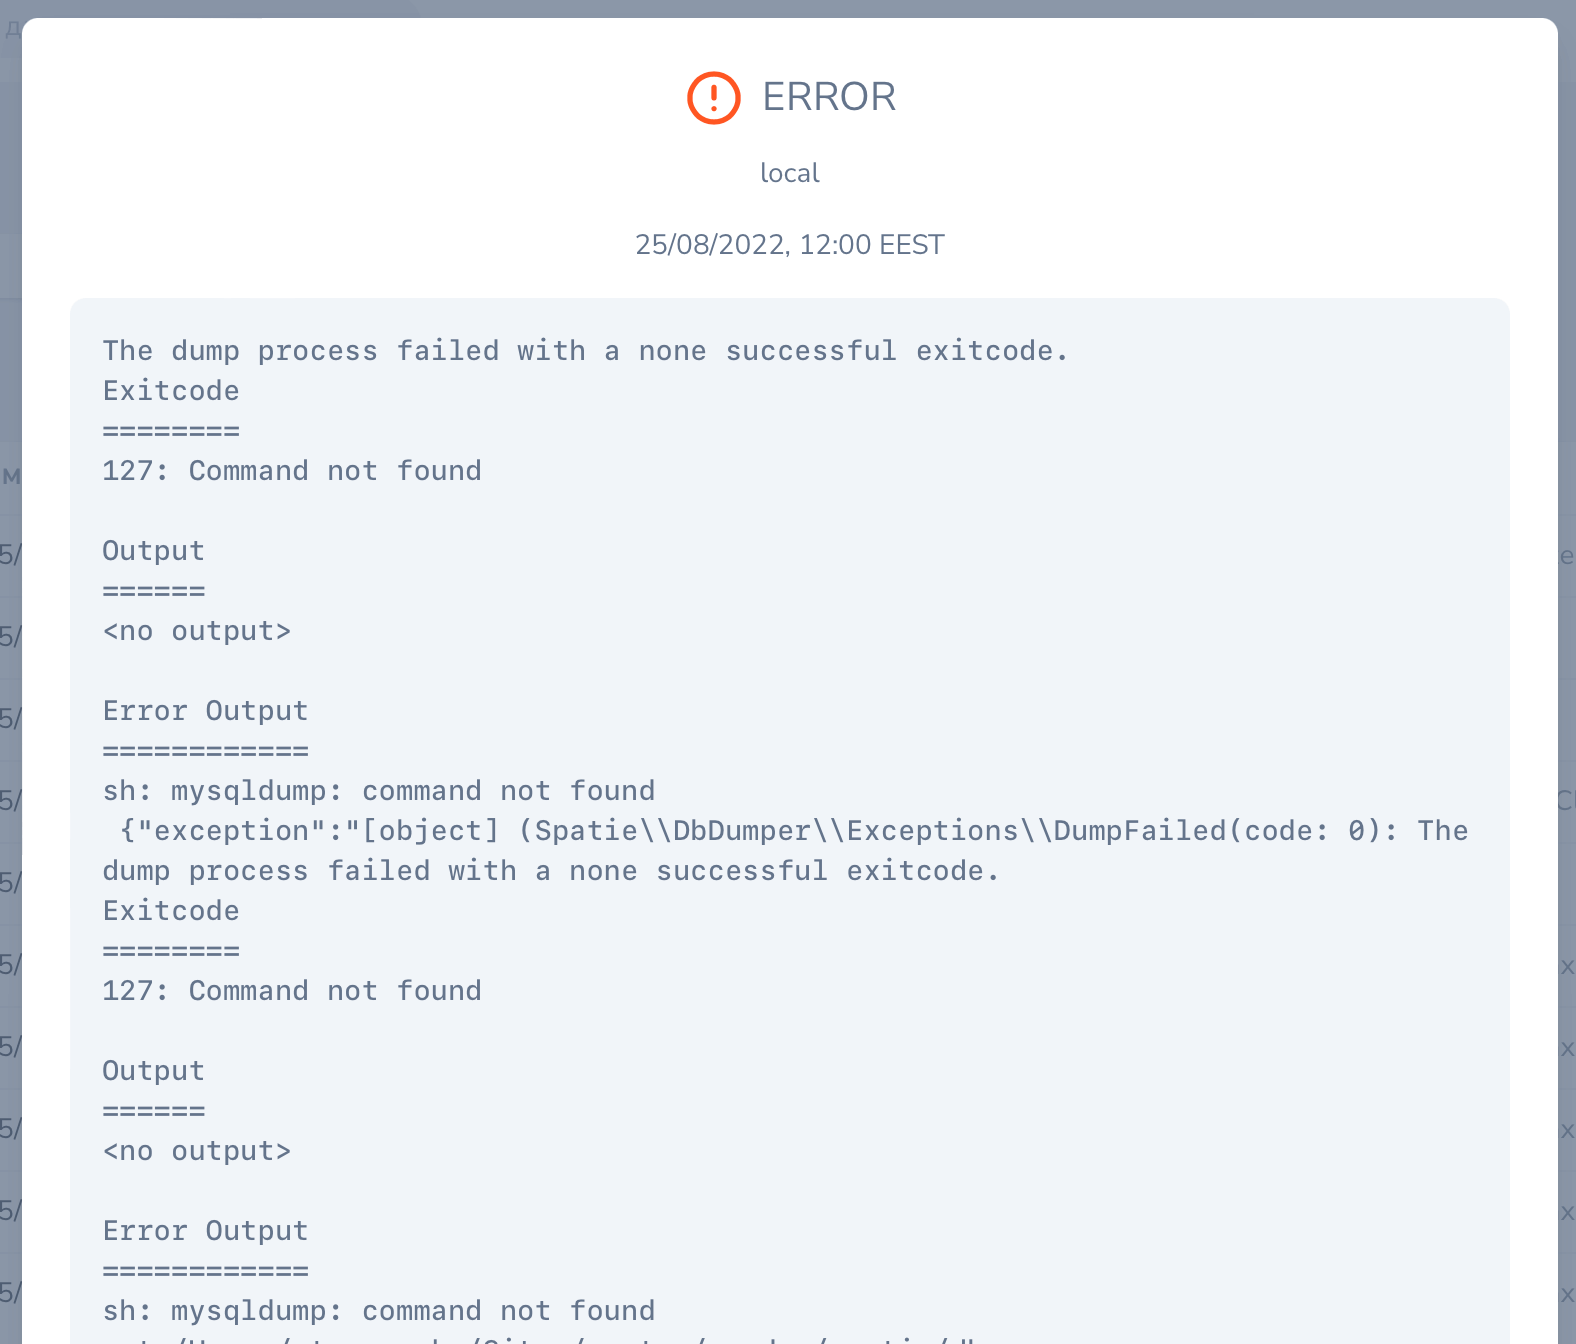 ERROR
local
25/08/2022, 12:00 EEST
The dump process failed with a none successful exitcode.
Exitcode
========
127: Command not found
Output
======
<no output>
Error Output
============
sh: mysqldump: command not found
{"exception":"[object] (Spatie\\DbDumper\\Exceptions\\DumpFailed(code: 0): The
dump process failed with a none successful exitcode.
Exitcode
========
127: Command not found
Output
======
<no output>
Error Output
============
sh: mysqldump: command not found